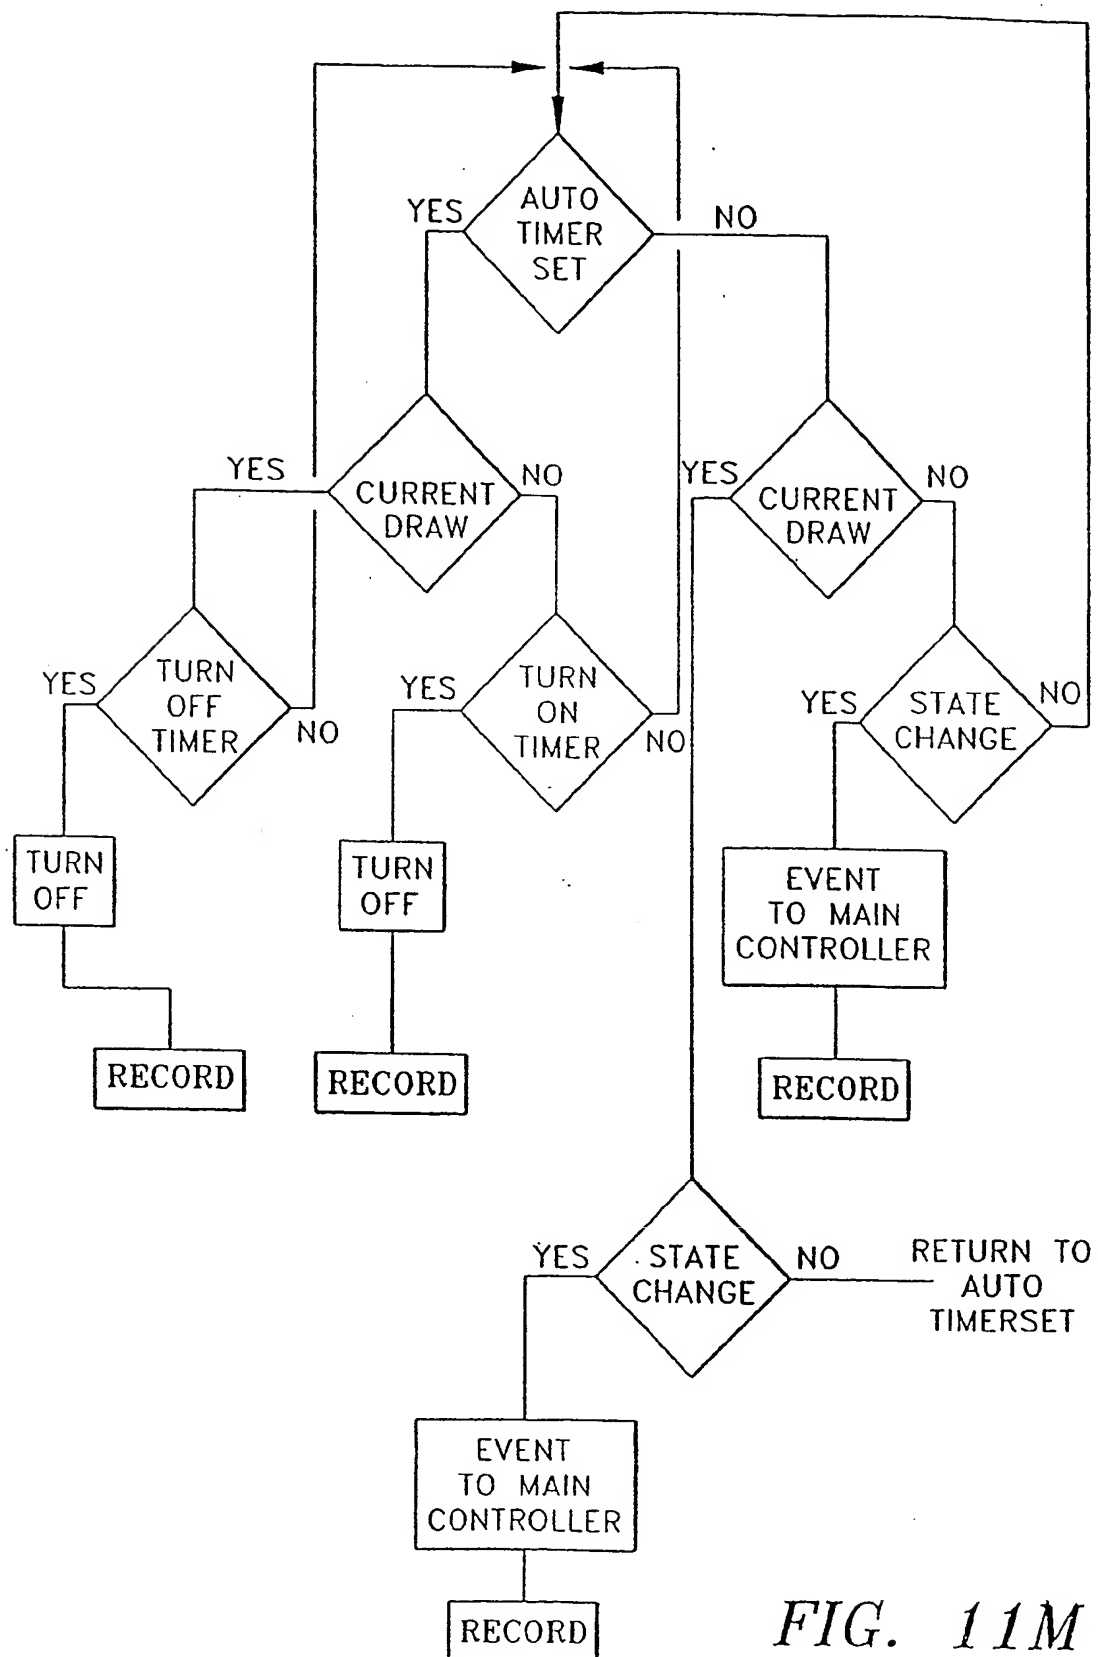 YES
AUTO
TIMER
SET
NO
YES
CURRENT
DRAW
NO
YES
CURRENT
DRAW
NO
YES
TURN
OFF
TIMER
NO
YES
TURN
ON
TIMER
NO
YES
STATE
CHANGE
NO
TURN
OFF
TURN
OFF
EVENT
TO MAIN
CONTROLLER
RECORD
RECORD
RECORD
YES
STATE
CHANGE
NO
RETURN TO
AUTO
TIMERSET
EVENT
TO MAIN
CONTROLLER
RECORD
FIG. 11M